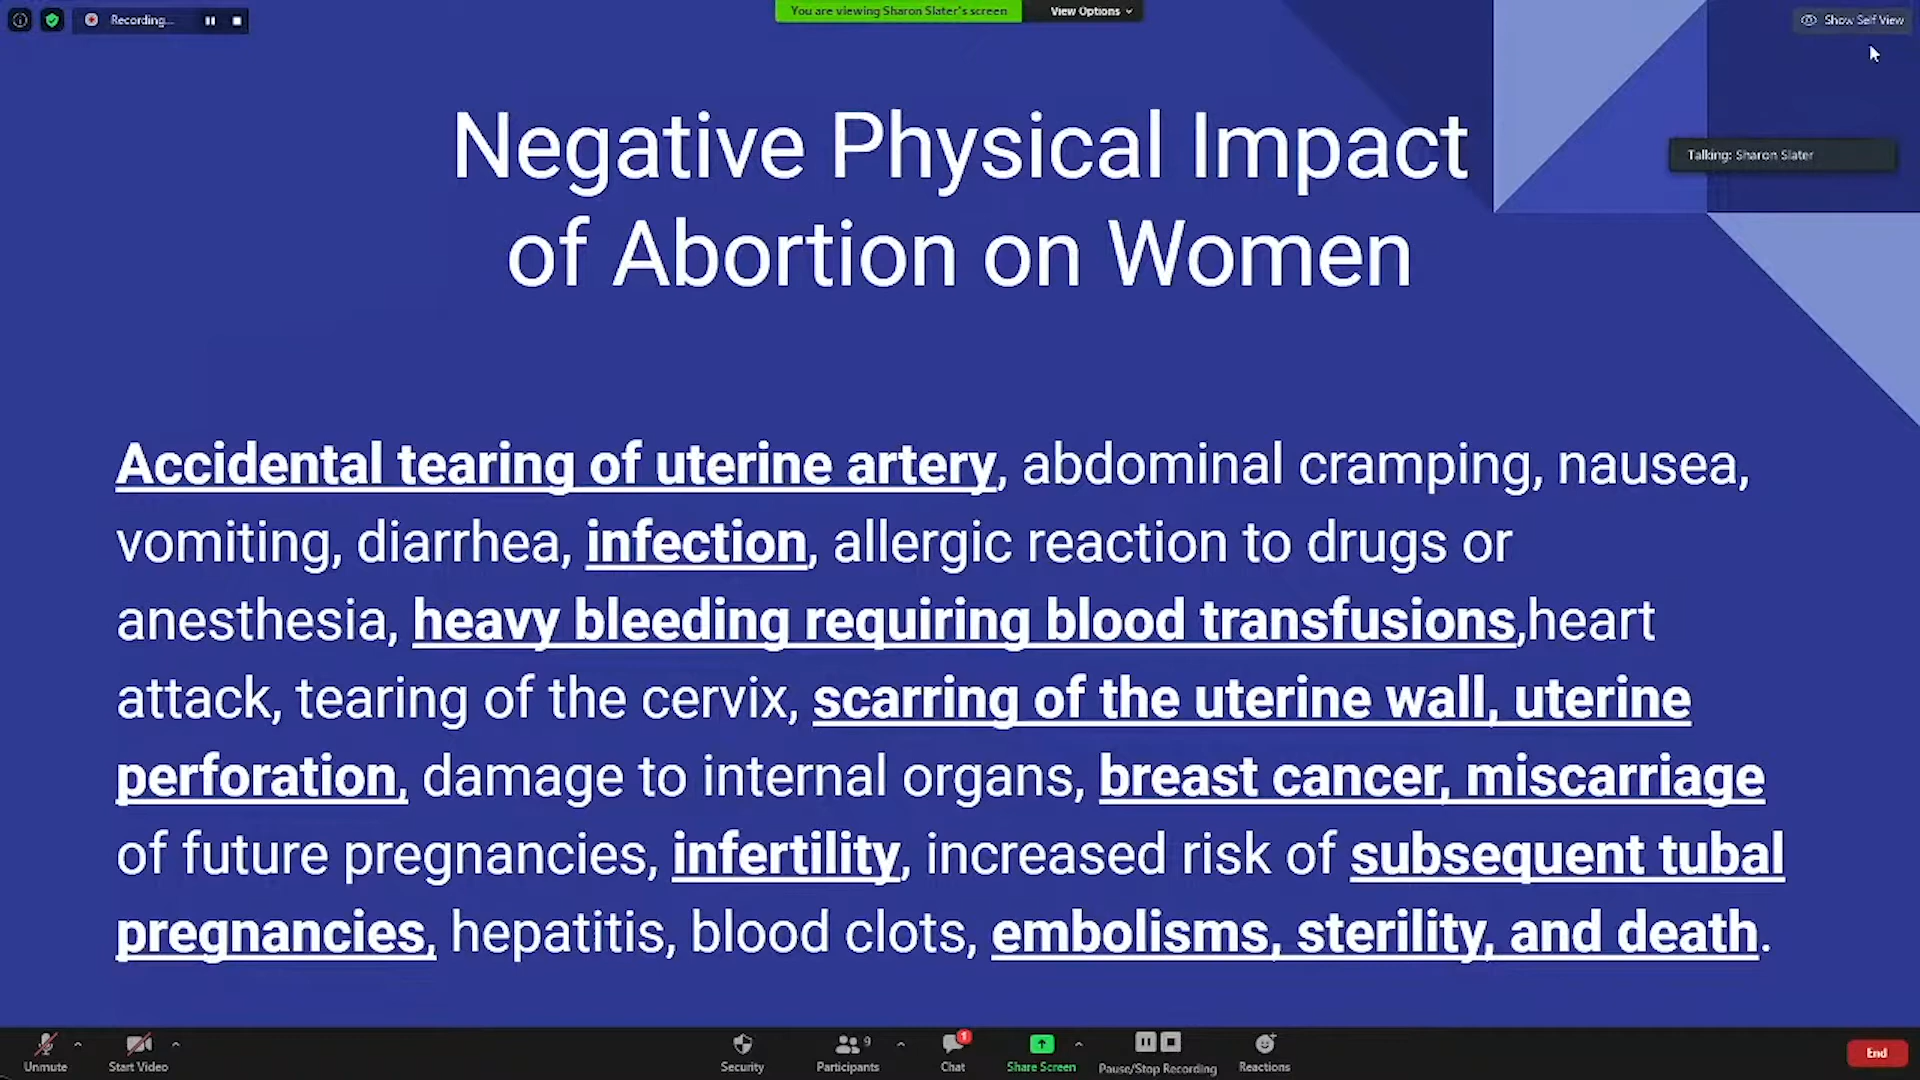 Recording...
You are viewing Sharon Slater's screen
View Options
Show Self View
Talking: Sharon Slater
Negative Physical Impact
of Abortion on Women
Accidental tearing of uterine artery, abdominal cramping, nausea,
vomiting, diarrhea, infection, allergic reaction to drugs or
anesthesia, heavy bleeding requiring blood transfusions,heart
attack, tearing of the cervix, scarring of the uterine wall, uterine
perforation, damage to internal organs, breast cancer, miscarriage
of future pregnancies, infertility, increased risk of subsequent tubal
pregnancies, hepatitis, blood clots, embolisms, sterility, and death.
Unmute
Start Video
Security
9
Participants
1
Chat
Share Screen
Pause/Stop Recording
Reactions
End